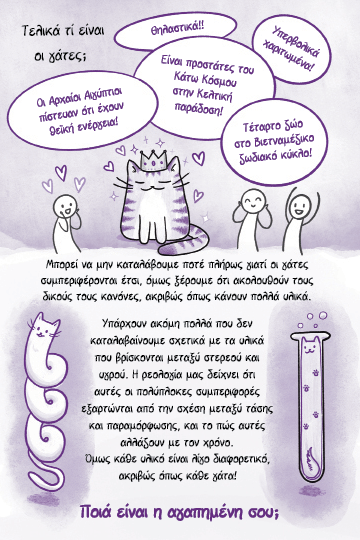 Τελικά τί είναι
οι γάτες;
Θηλαστικά!!
Υπερβολικά
χαριτωμένα!
Είναι προστάτες του
Κάτω Κόσμου
στην Κελτική
παράδοση!
Οι Αρχαίοι Αιγύπτιοι
πίστευαν ότι έχουν
θεϊκή ενέργεια!
Τέταρτο ζώο
στο Βιετναμέζικο
ζωδιακό κύκλο!
Μπορεί να μην καταλάβουμε ποτέ πλήρως γιατί οι γάτες
συμπεριφέρονται έτσι, όμως ξέρουμε ότι ακολουθούν τους
δικούς τους κανόνες, ακριβώς όπως κάνουν πολλά υλικά.
Υπάρχουν ακόμη πολλά που δεν
καταλαβαίνουμε σχετικά με τα υλικά
που βρίσκονται μεταξύ στερεού και
υγρού. Η ρεολογία μας δείχνει ότι
αυτές οι πολύπλοκες συμπεριφορές
εξαρτώνται από την σχέση μεταξύ τάσης
και παραμόρφωσης, και το πώς αυτές
αλλάζουν με τον χρόνο.
Όμως κάθε υλικό είναι λίγο διαφορετικό,
ακριβώς όπως κάθε γάτα!
Ποιά είναι η αγαπημένη σου;